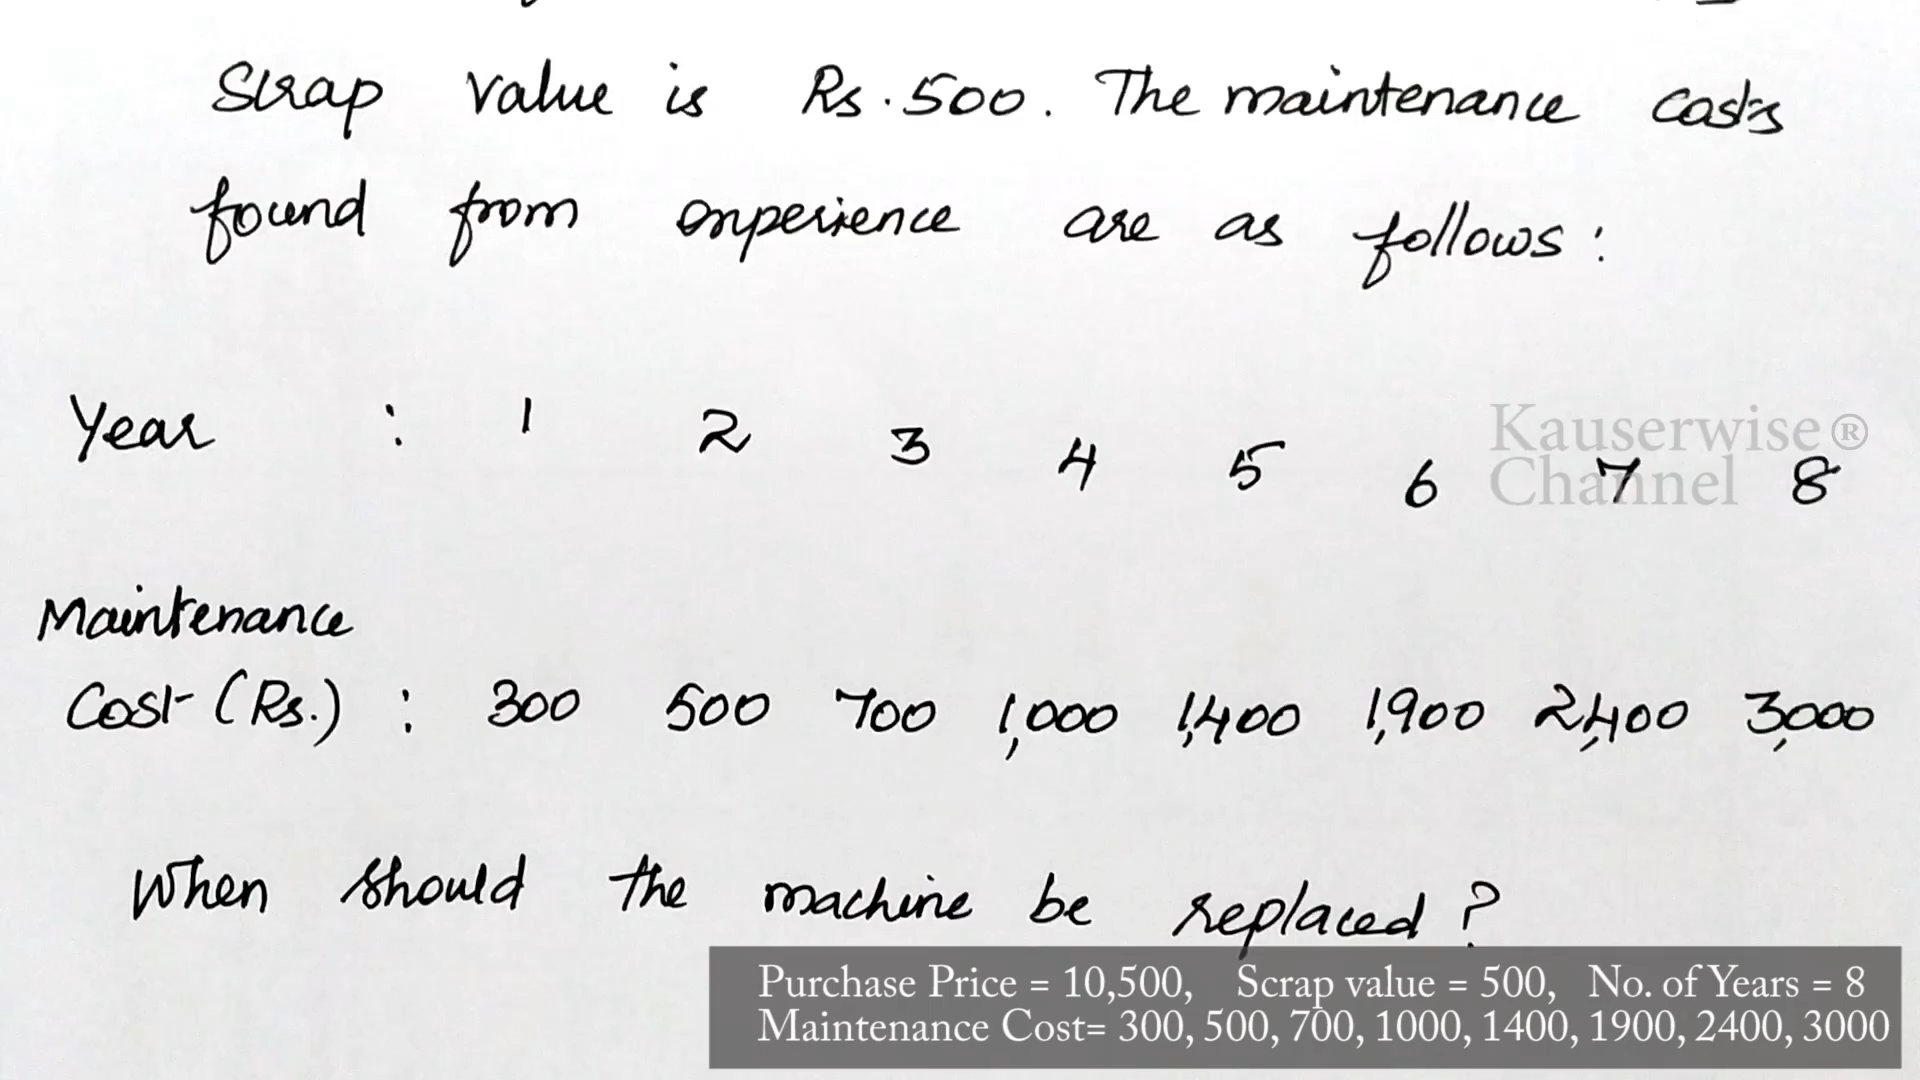 Scrap value is Rs.500. The maintenance costs
found from experience are as follows:
Kauserwise®
Channel
Year : 1 2 3 4 5 6 7 8
Maintenance
Cost (Rs.) : 300 500 700 1,000 1,400 1,900 2,400 3,000
When should the machine be replaced?
Purchase Price = 10,500, Scrap value = 500, No. of Years = 8
Maintenance Cost= 300, 500, 700, 1000, 1400, 1900, 2400, 3000